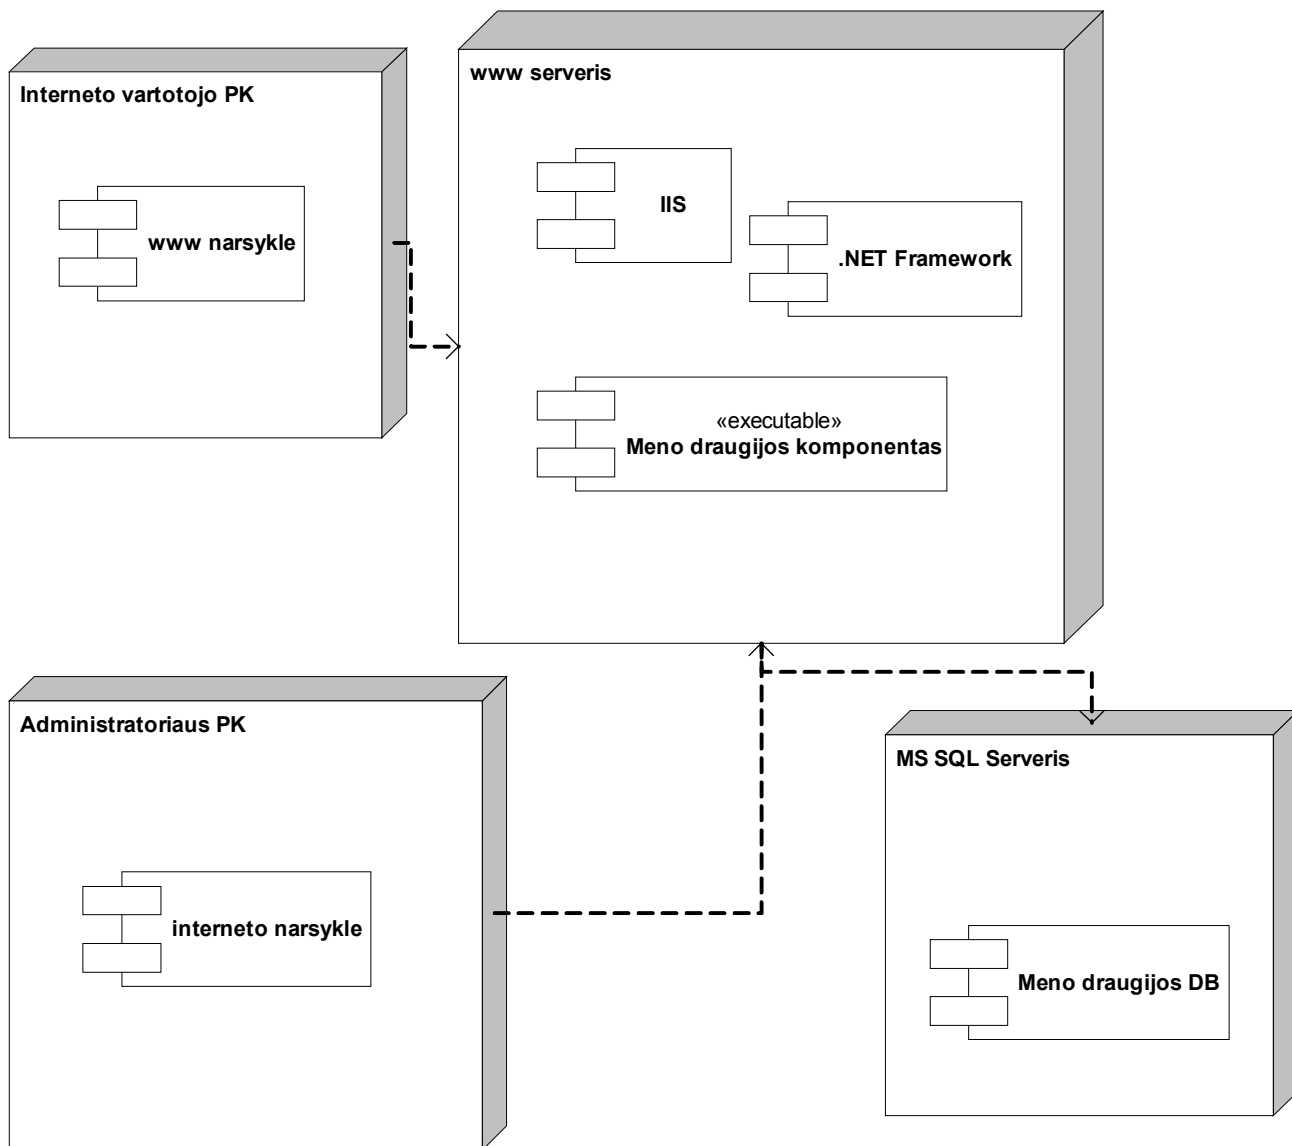 Interneto vartotojo PK
www narsykle
www serveris
IIS
.NET Framework
«executable»
Meno draugijos komponentas
Administratoriaus PK
interneto narsykle
MS SQL Serveris
Meno draugijos DB